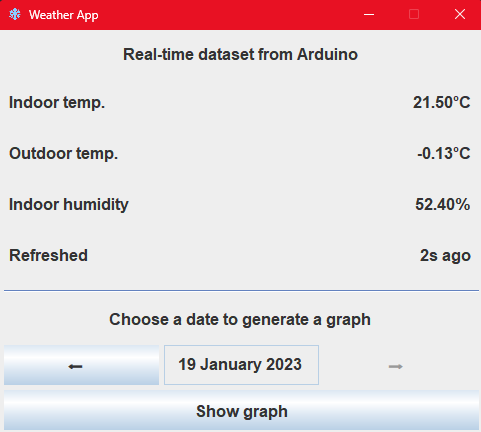 Weather App
Real-time dataset from Arduino
Indoor temp. 21.50°C
Outdoor temp. -0.13°C
Indoor humidity 52.40%
Refreshed 2s ago
Choose a date to generate a graph
← 19 January 2023 →
Show graph